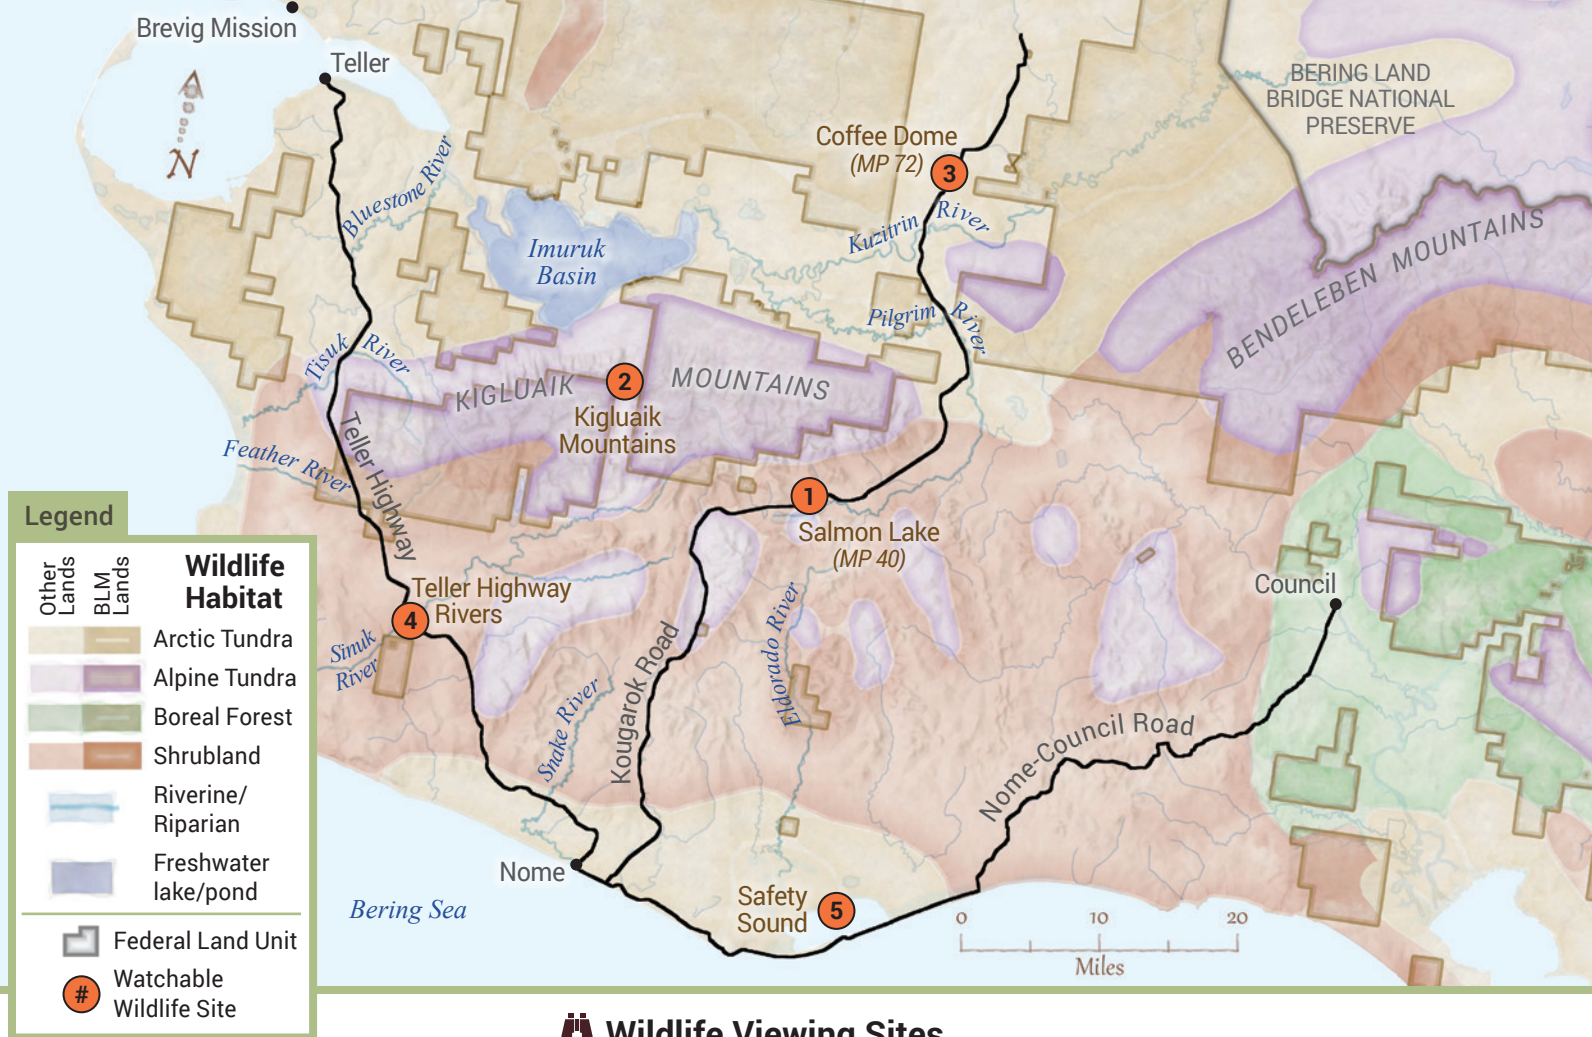 Brevig Mission
Teller
N
Bluestone River
Imuruk
Basin
Coffee Dome
(MP 72)
3
Kuzitrin River
Pilgrim River
BERING LAND
BRIDGE NATIONAL
PRESERVE
BENDELEBEN MOUNTAINS
Tisuk River
KIGLUAIK MOUNTAINS
2
Kigluaik
Mountains
Feather River
Teller Highway
1
Salmon Lake
(MP 40)
Teller Highway
Rivers
4
Sinuk
River
Snake River
Kougarok Road
Eldorado River
Council
Nome-Council Road
Nome
Safety
Sound
5
Bering Sea
0 10 20
Miles
Legend
Other
Lands
BLM
Lands
Wildlife
Habitat
Arctic Tundra
Alpine Tundra
Boreal Forest
Shrubland
Riverine/
Riparian
Freshwater
lake/pond
Federal Land Unit
#
Watchable
Wildlife Site
Wildlife Viewing Sites